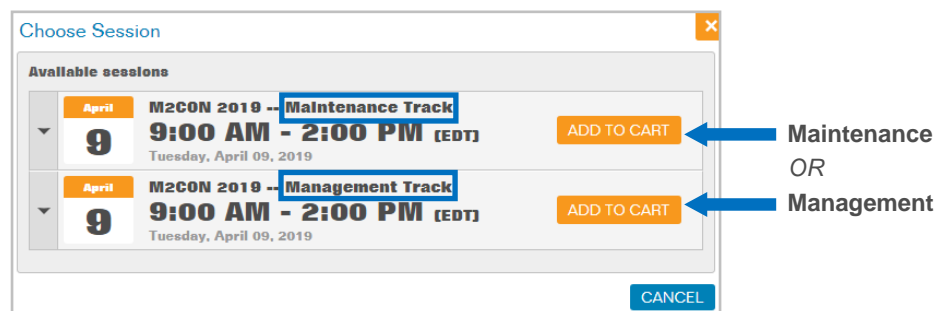 Choose Session
×
Available sessions
April
9
M2CON 2019 -- Maintenance Track
9:00 AM - 2:00 PM (EDT)
Tuesday, April 09, 2019
ADD TO CART
Maintenance
OR
April
9
M2CON 2019 -- Management Track
9:00 AM - 2:00 PM (EDT)
Tuesday, April 09, 2019
ADD TO CART
Management
CANCEL